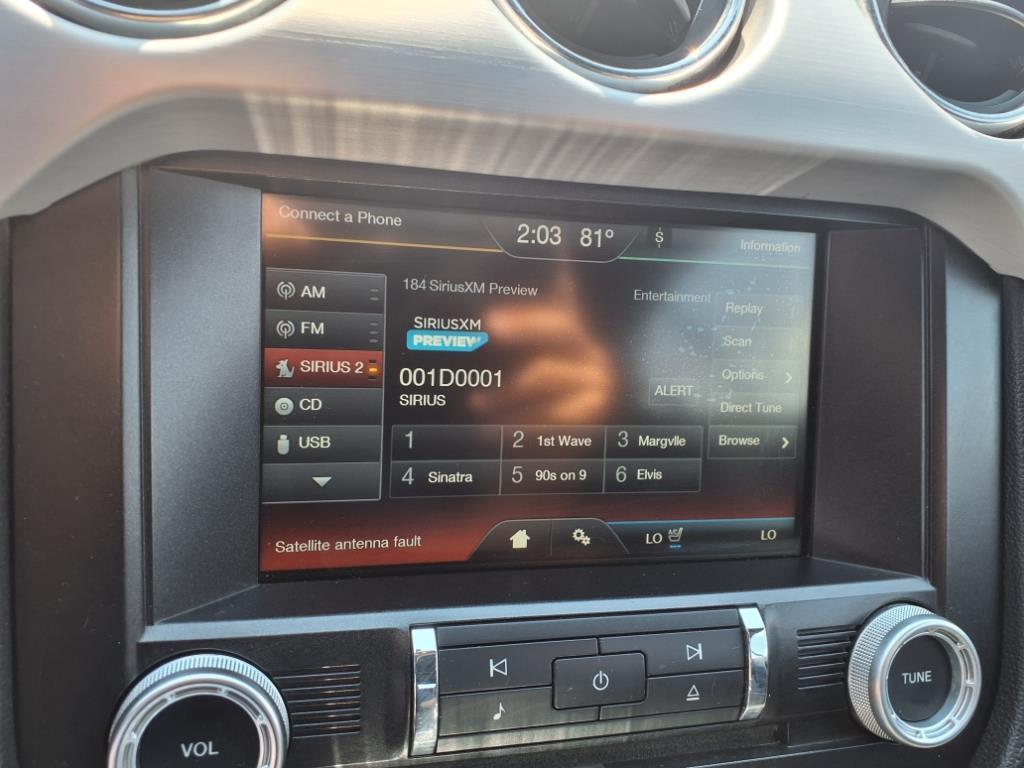 Connect a Phone
2:03 81° S
Information
AM
FM
SIRIUS 2
CD
USB
184 SiriusXM Preview
SIRIUSXM
PREVIEW
001D0001
SIRIUS
Entertainment
ALERT
Replay
Scan
Options
Direct Tune
Browse
1
2 1st Wave
3 Margvlle
4 Sinatra
5 90s on 9
6 Elvis
Satellite antenna fault
LO
LO
VOL
TUNE